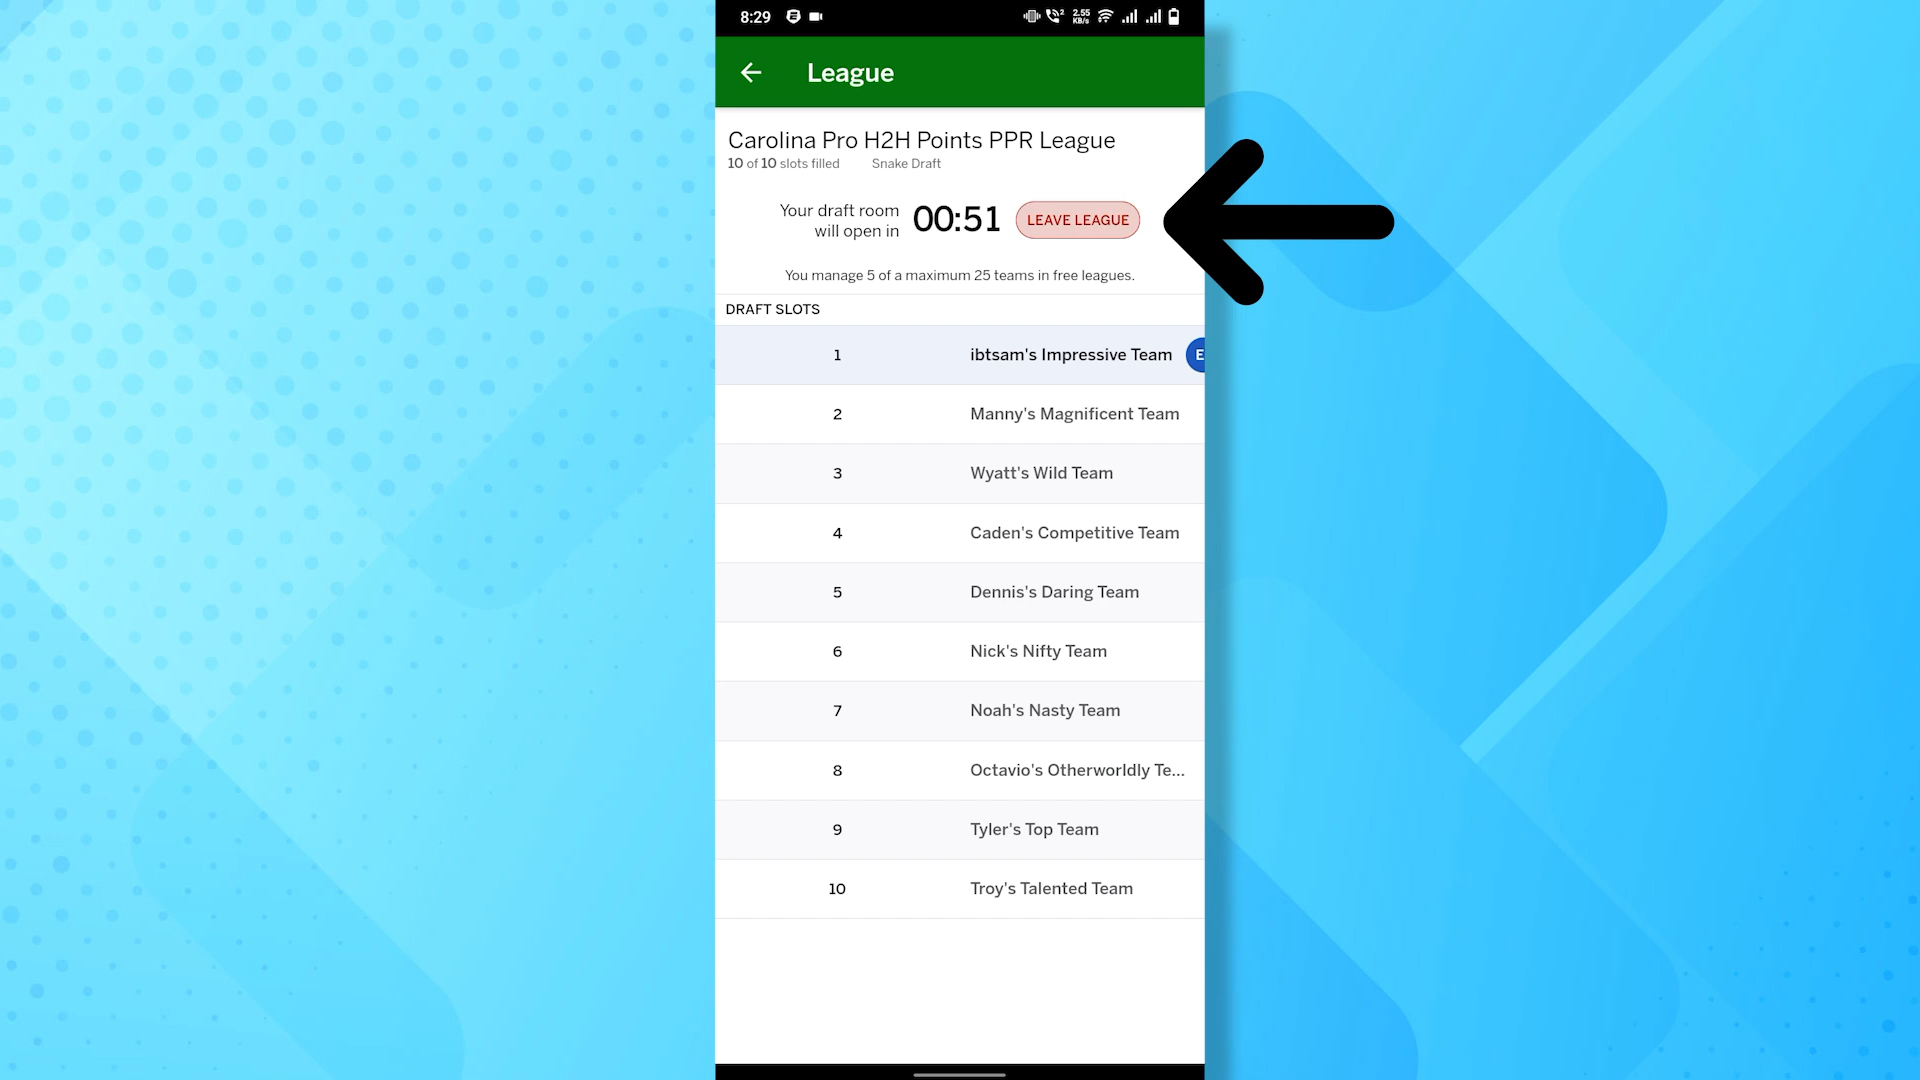 8:29
2
2.55
KB/s
League
Carolina Pro H2H Points PPR League
10 of 10 slots filled Snake Draft
Your draft room
will open in
00:51
LEAVE LEAGUE
You manage 5 of a maximum 25 teams in free leagues.
DRAFT SLOTS
1 ibtsam's Impressive Team E
2 Manny's Magnificent Team
3 Wyatt's Wild Team
4 Caden's Competitive Team
5 Dennis's Daring Team
6 Nick's Nifty Team
7 Noah's Nasty Team
8 Octavio's Otherworldly Te...
9 Tyler's Top Team
10 Troy's Talented Team